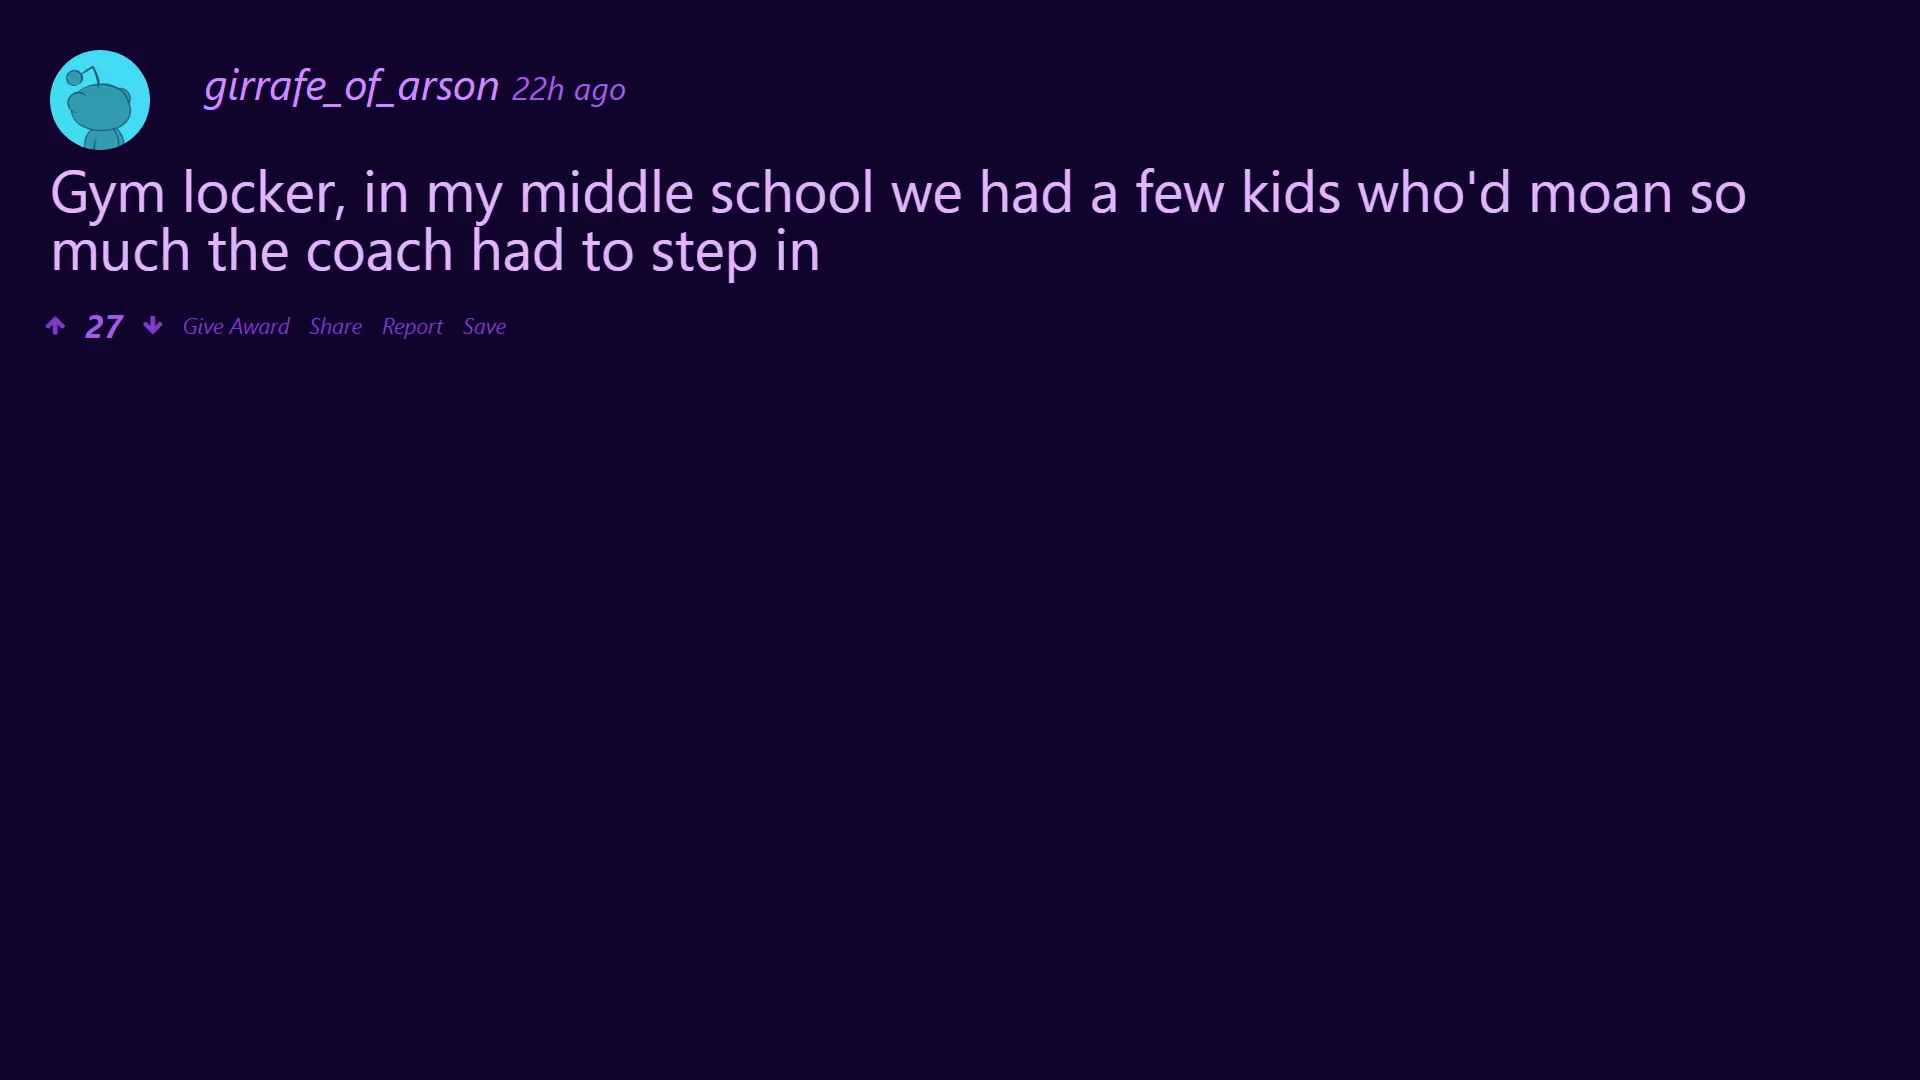 girrafe_of_arson 22h ago
Gym locker, in my middle school we had a few kids who'd moan so
much the coach had to step in
27 Give Award Share Report Save